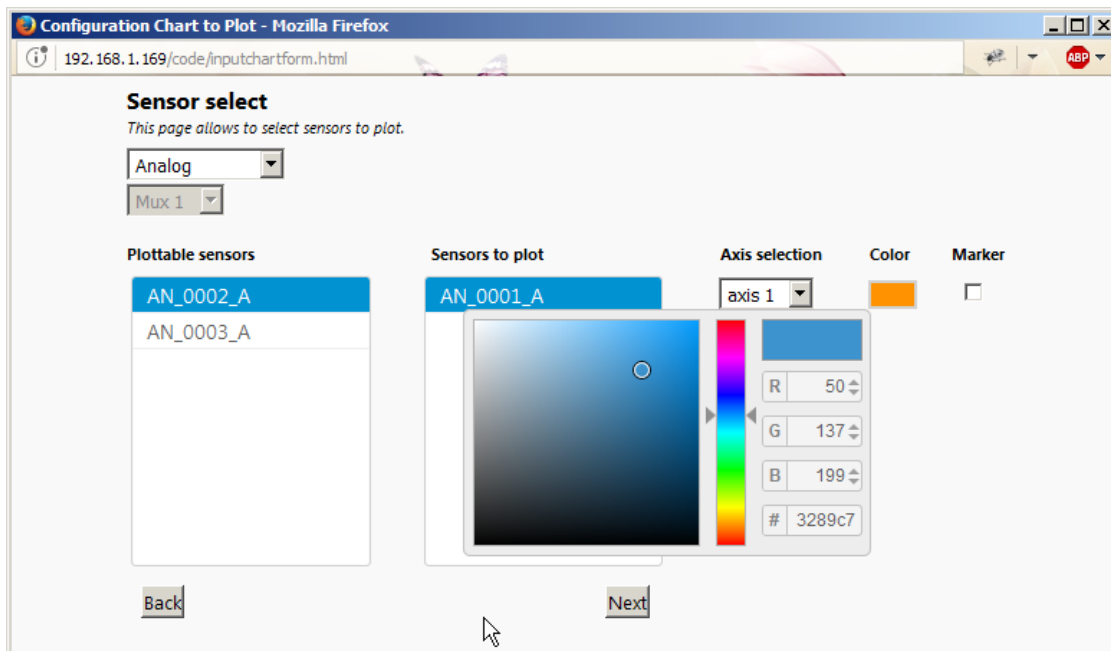 Configuration Chart to Plot - Mozilla Firefox
192.168.1.169/code/inputchartform.html
ABP
Sensor select
This page allows to select sensors to plot.
Analog
Mux 1
Plottable sensors Sensors to plot Axis selection Color Marker
AN_0002_A AN_0001_A axis 1
AN_0003_A
R 50
G 137
B 199
# 3289c7
Back Next